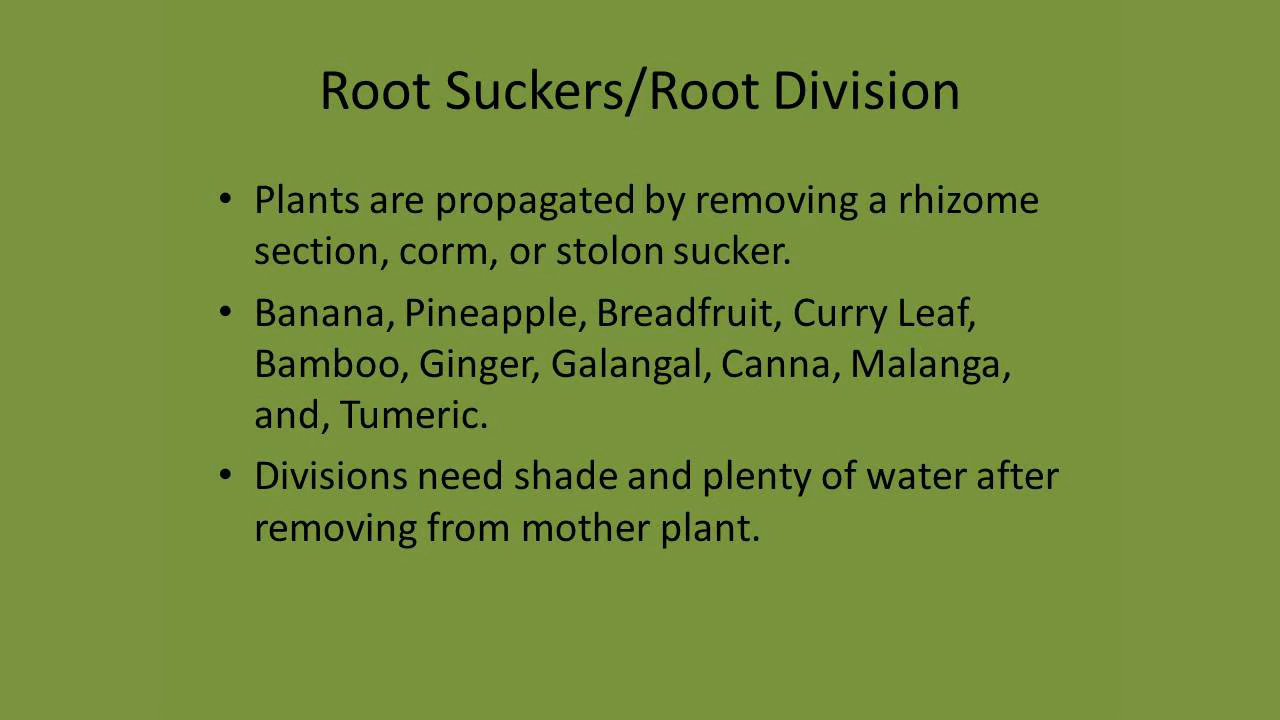 Root Suckers/Root Division
• Plants are propagated by removing a rhizome
section, corm, or stolon sucker.
• Banana, Pineapple, Breadfruit, Curry Leaf,
Bamboo, Ginger, Galangal, Canna, Malanga,
and, Tumeric.
• Divisions need shade and plenty of water after
removing from mother plant.